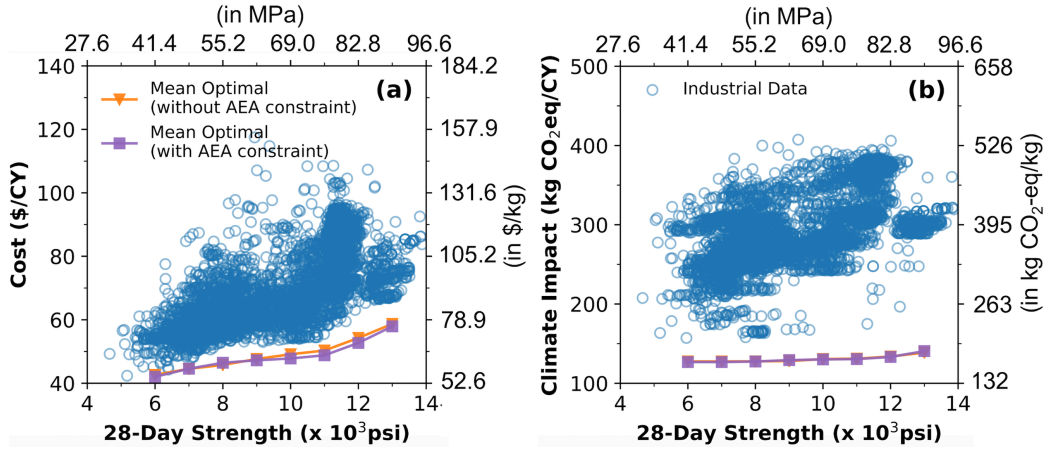 (in MPa)
27.6 41.4 55.2 69.0 82.8 96.6
140 184.2
120 157.9
100 131.6
80 105.2
60 78.9
40 52.6
Cost ($/CY)
(in $/kg)
Mean Optimal
(without AEA constraint)
Mean Optimal
(with AEA constraint)
(a)
4 6 8 10 12 14
28-Day Strength (x 10³psi)
(in MPa)
27.6 41.4 55.2 69.0 82.8 96.6
500 658
400 526
300 395
200 263
100 132
Climate Impact (kg CO₂eq/CY)
(in kg CO₂-eq/kg)
Industrial Data
(b)
4 6 8 10 12 14
28-Day Strength (x 10³psi)